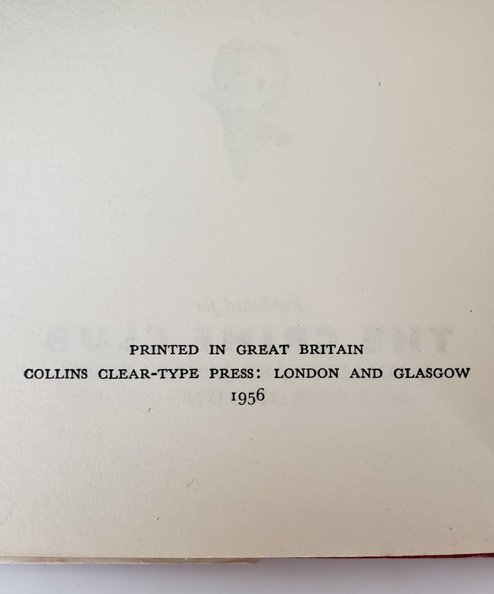 PRINTED IN GREAT BRITAIN
COLLINS CLEAR-TYPE PRESS: LONDON AND GLASGOW
1956